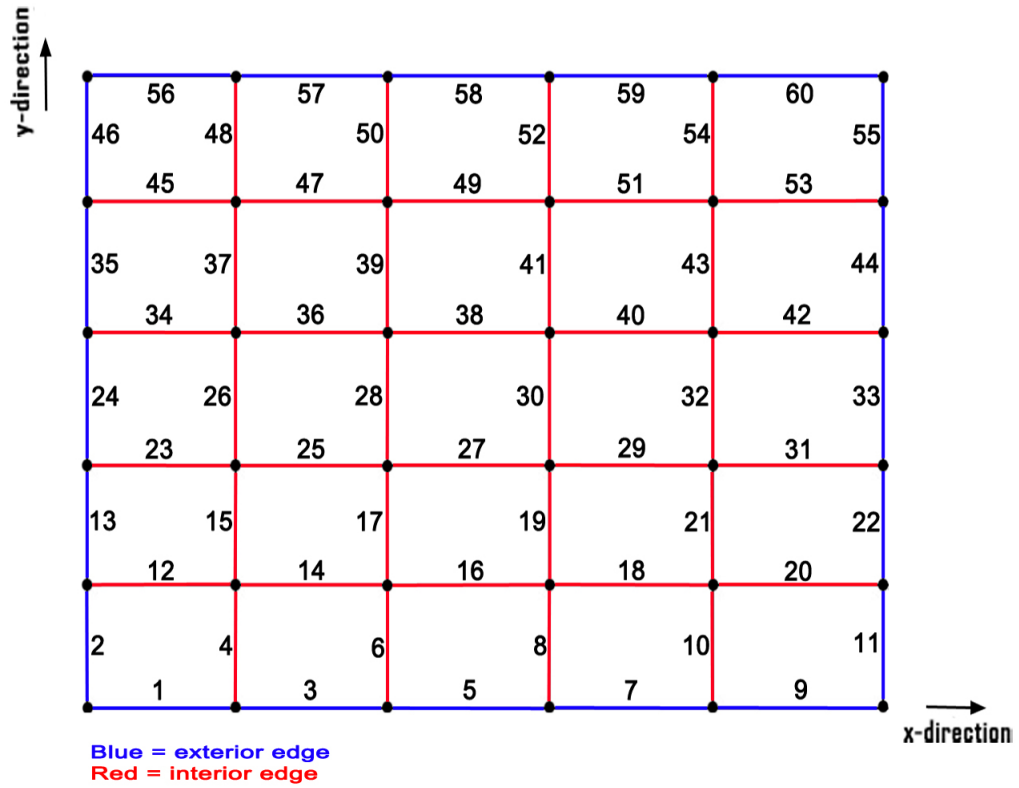 y-direction
56 57 58 59 60
46 48 50 52 54 55
45 47 49 51 53
35 37 39 41 43 44
34 36 38 40 42
24 26 28 30 32 33
23 25 27 29 31
13 15 17 19 21 22
12 14 16 18 20
2 4 6 8 10 11
1 3 5 7 9
x-direction
Blue = exterior edge
Red = interior edge